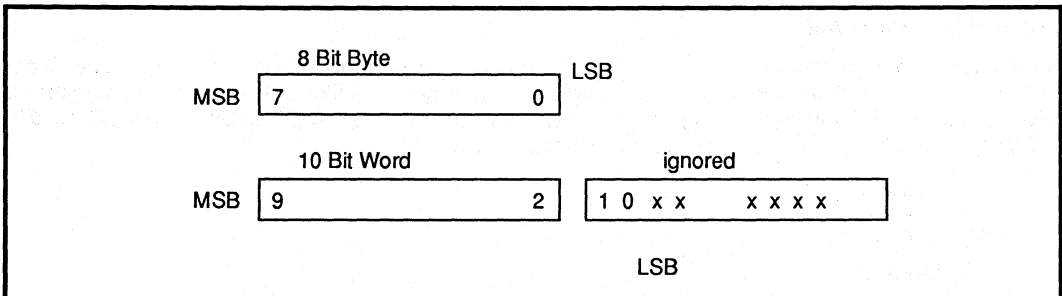 8 Bit Byte
LSB
MSB 7 0
10 Bit Word ignored
MSB 9 2 1 0 x x x x x x
LSB